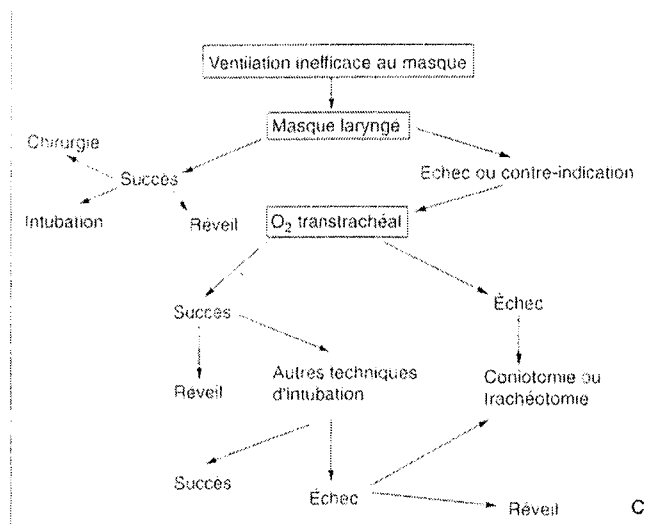 Ventilation inefficace au masque
Masque laryngé
Chirurgie
Succès
Echec ou contre-indication
Intubation
Réveil
O₂ transtrachéal
Succès
Échec
Réveil
Autres techniques
d'intubation
Coniotomie ou
trachéotomie
Succès
Échec
Réveil
C